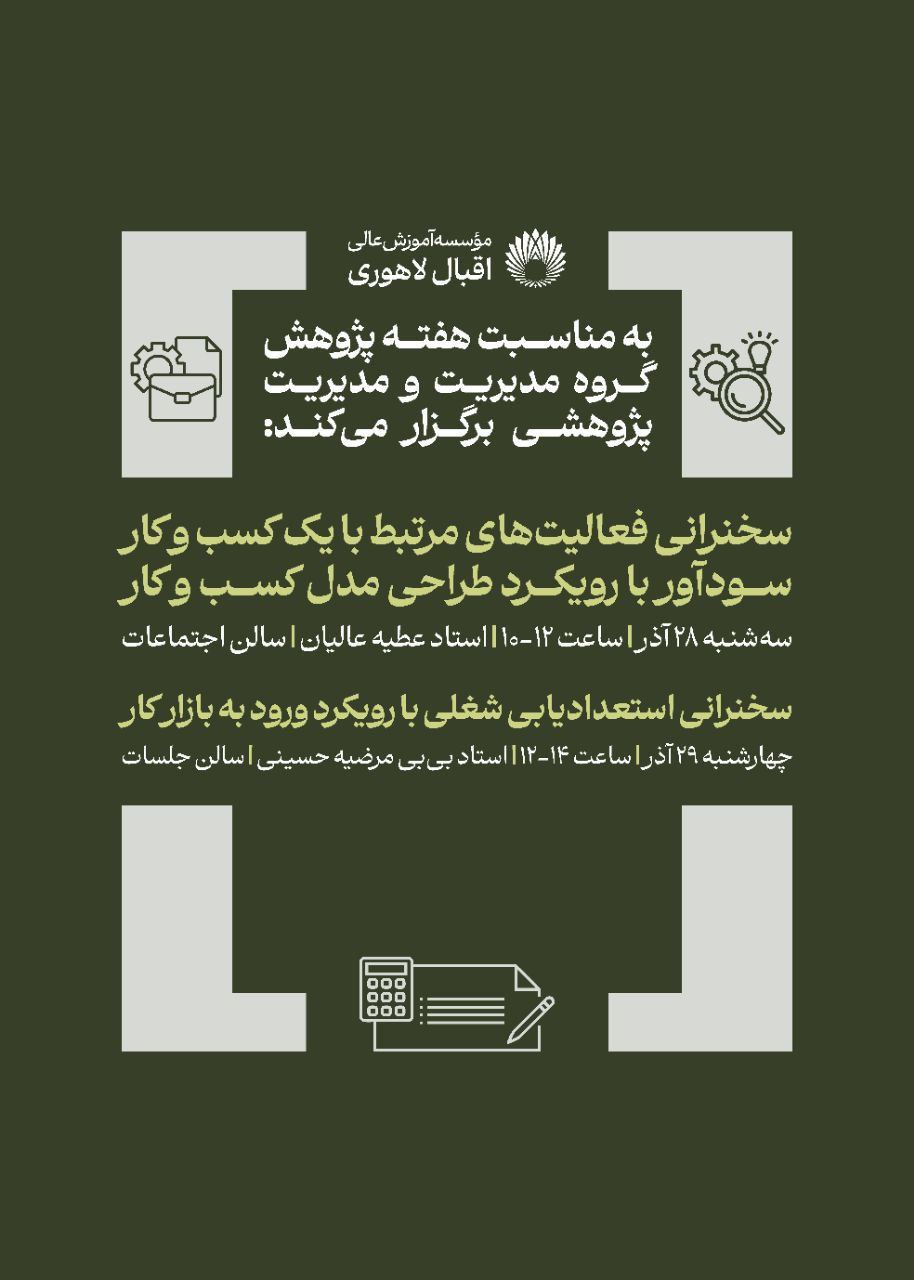 مؤسسه‌آموزش‌عالی
اقبال لاهوری
به مناسبت هفته پژوهش
گروه مدیریت و مدیریت
پژوهشی برگزار می‌کند:
سخنرانی فعالیت‌های مرتبط با یک کسب و کار
سودآور با رویکرد طراحی مدل کسب و کار
سه‌شنبه ۲۸ آذر | ساعت ۱۲-۱۰ | استاد عطیه عالیان | سالن اجتماعات
سخنرانی استعدادیابی شغلی با رویکرد ورود به بازار کار
چهارشنبه ۲۹ آذر | ساعت ۱۴-۱۲ | استاد بی‌بی مرضیه حسینی | سالن جلسات